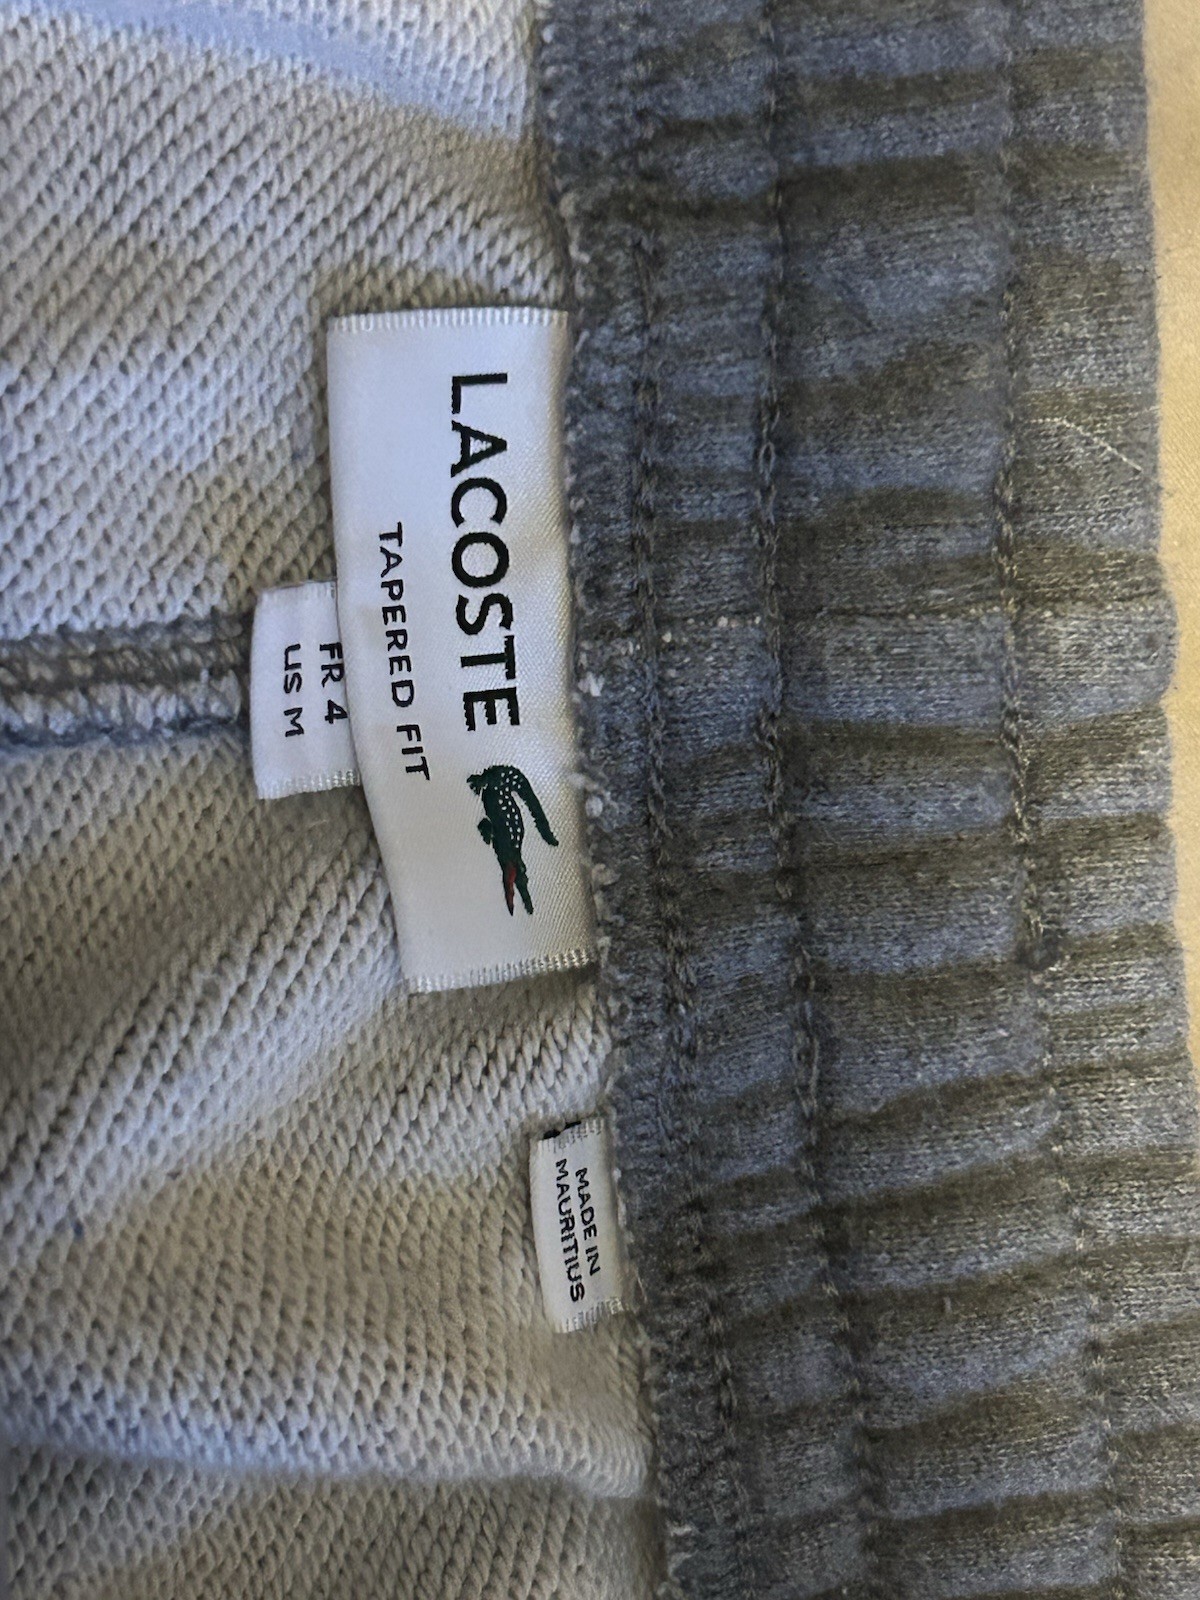 LACOSTE
TAPERED FIT
FR 4
US M
MADE IN
MAURITIUS